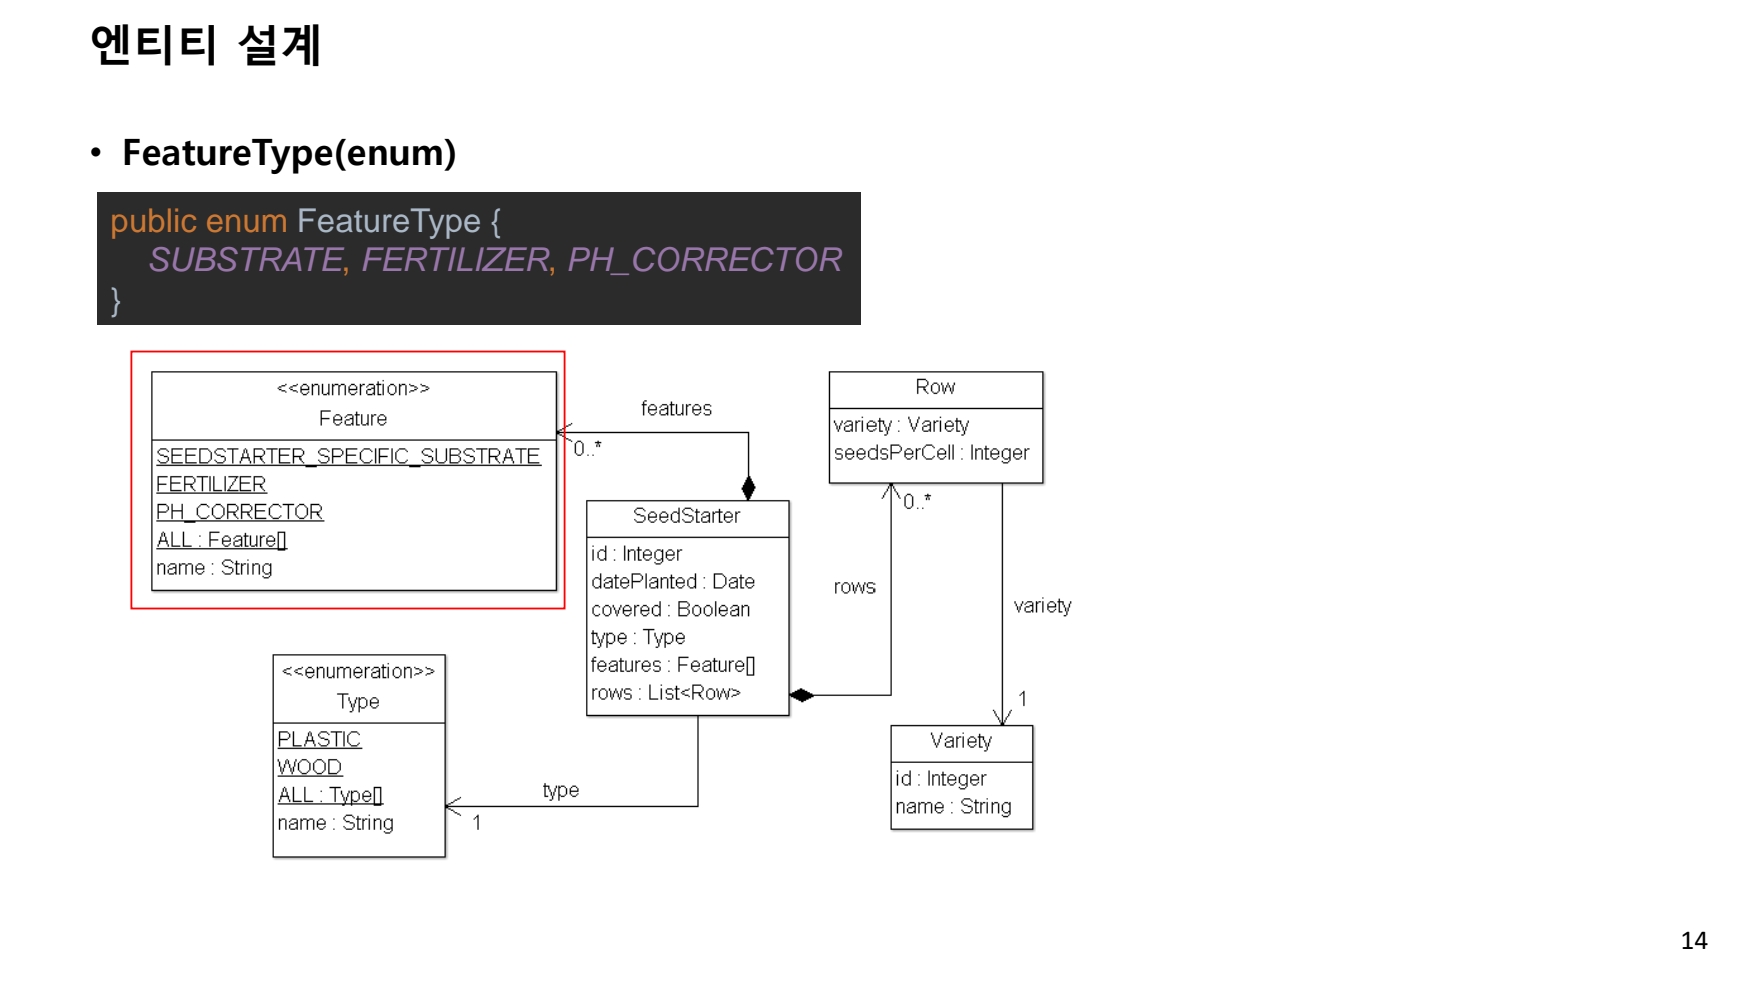 엔티티 설계
• FeatureType(enum)
public enum FeatureType {
SUBSTRATE, FERTILIZER, PH_CORRECTOR
}
<<enumeration>>
Feature
SEEDSTARTER_SPECIFIC_SUBSTRATE
FERTILIZER
PH_CORRECTOR
ALL : Feature[]
name : String
features
0..*
Row
variety : Variety
seedsPerCell : Integer
0..*
SeedStarter
id : Integer
datePlanted : Date
covered : Boolean
type : Type
features : Feature[]
rows : List<Row>
rows
variety
1
<<enumeration>>
Type
PLASTIC
WOOD
ALL : Type[]
name : String
type
1
Variety
id : Integer
name : String
14